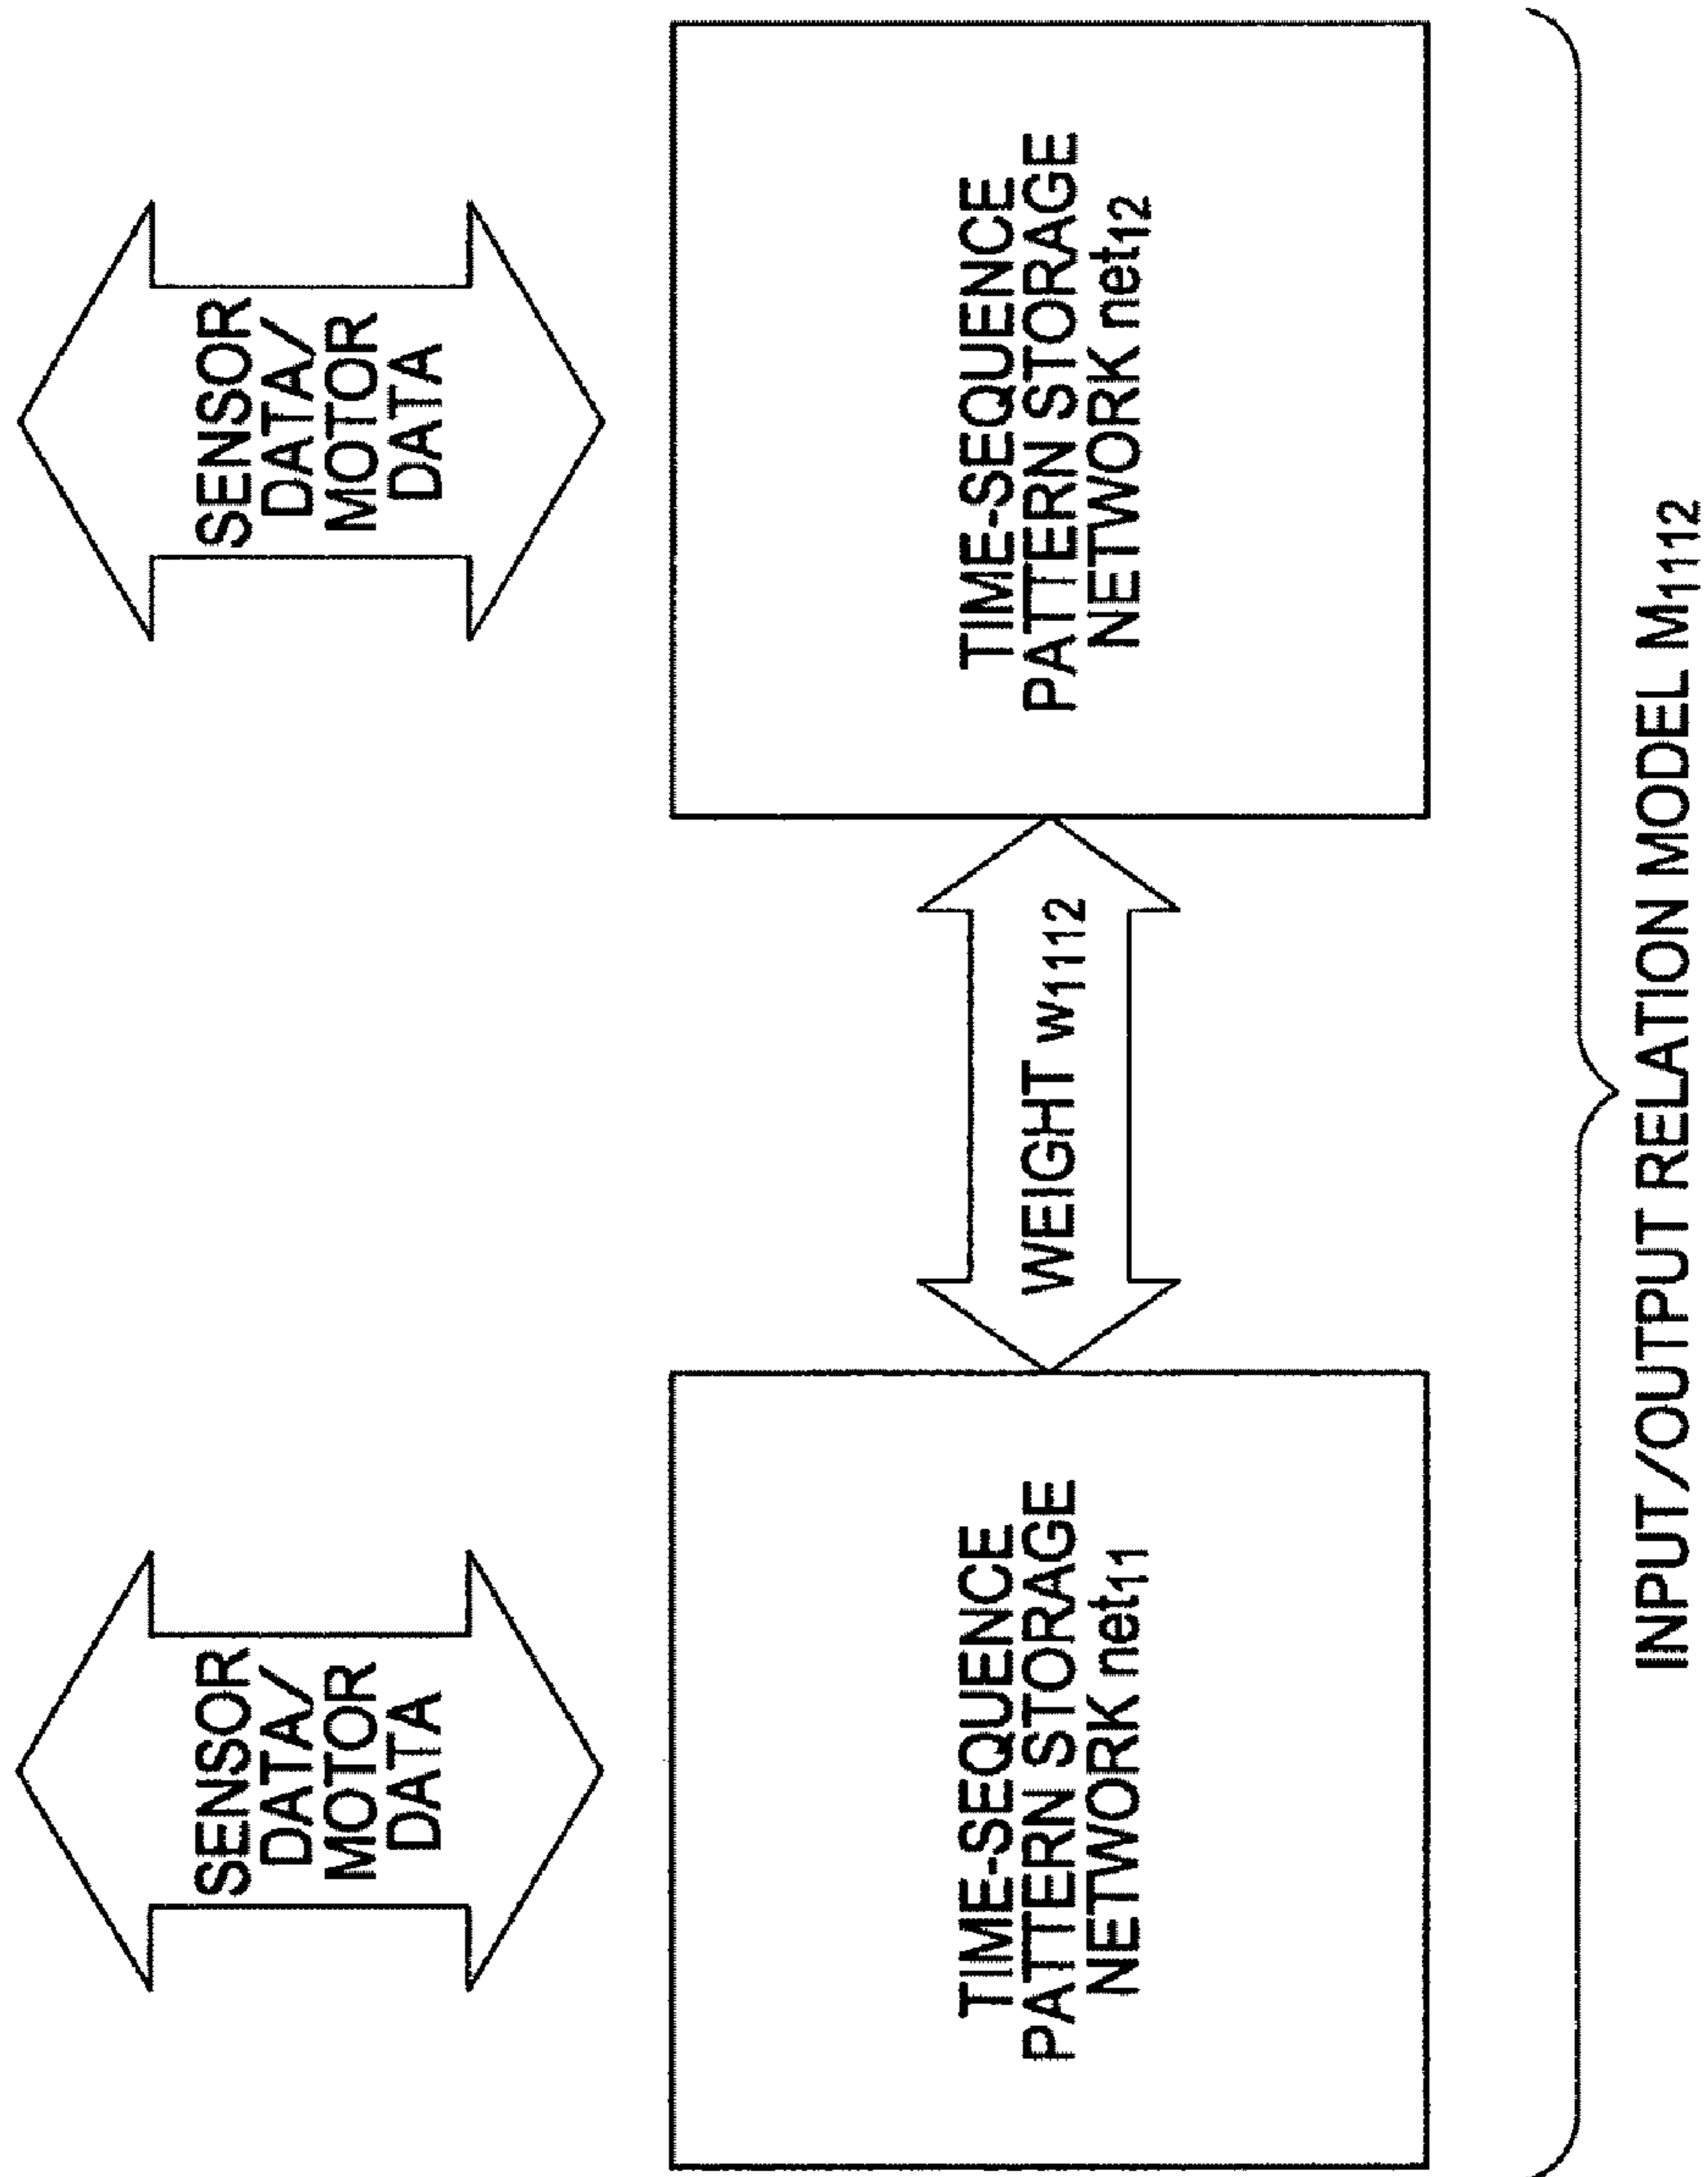 SENSOR
DATA/
MOTOR
DATA
SENSOR
DATA/
MOTOR
DATA
TIME-SEQUENCE
PATTERN STORAGE
NETWORK net11
WEIGHT w1112
TIME-SEQUENCE
PATTERN STORAGE
NETWORK net12
INPUT/OUTPUT RELATION MODEL M1112